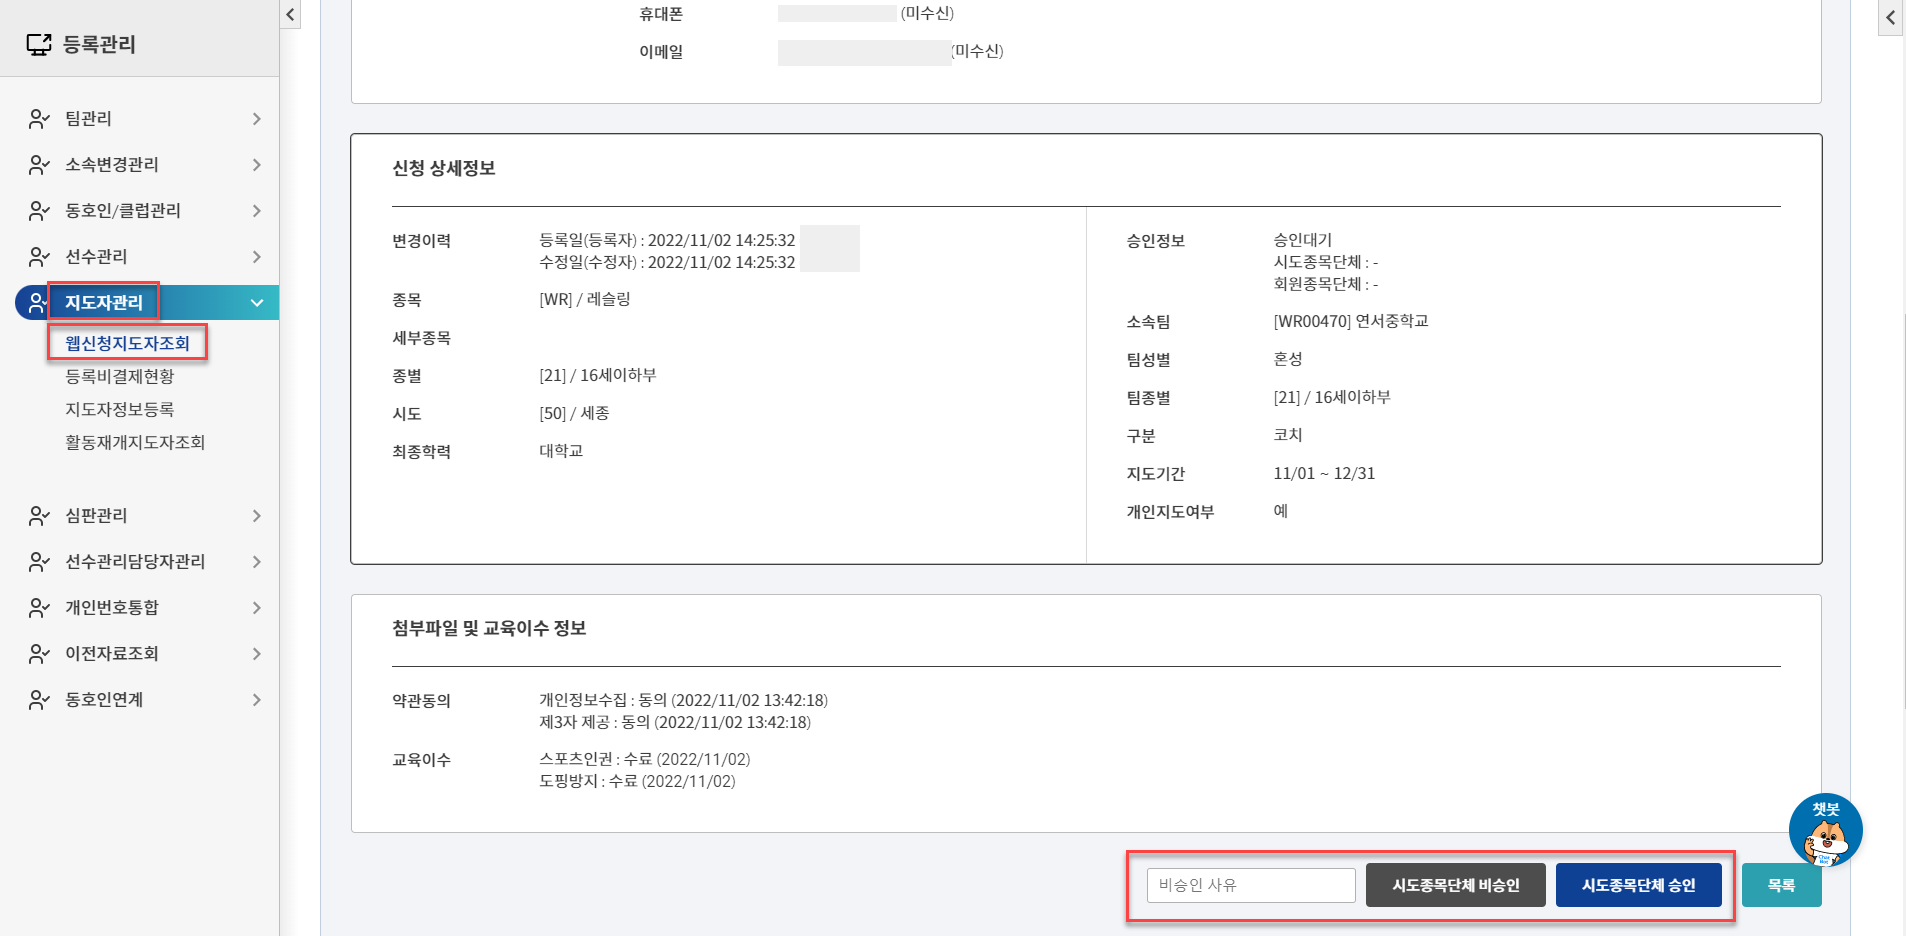 등록관리
팀관리
소속변경관리
동호인/클럽관리
선수관리
지도자관리
웹신청지도자조회
등록비결제현황
지도자정보등록
활동재개지도자조회
심판관리
선수관리담당자관리
개인번호통합
이전자료조회
동호인연계
휴대폰 (미수신)
이메일 (미수신)
신청 상세정보
변경이력 등록일(등록자) : 2022/11/02 14:25:32
수정일(수정자) : 2022/11/02 14:25:32
종목 [WR] / 레슬링
세부종목
종별 [21] / 16세이하부
시도 [50] / 세종
최종학력 대학교
승인정보 승인대기
시도종목단체 : -
회원종목단체 : -
소속팀 [WR00470] 연서중학교
팀성별 혼성
팀종별 [21] / 16세이하부
구분 코치
지도기간 11/01 ~ 12/31
개인지도여부 예
첨부파일 및 교육이수 정보
약관동의 개인정보수집 : 동의 (2022/11/02 13:42:18)
제3자 제공 : 동의 (2022/11/02 13:42:18)
교육이수 스포츠인권 : 수료 (2022/11/02)
도핑방지 : 수료 (2022/11/02)
챗봇
비승인 사유 시도종목단체 비승인 시도종목단체 승인 목록